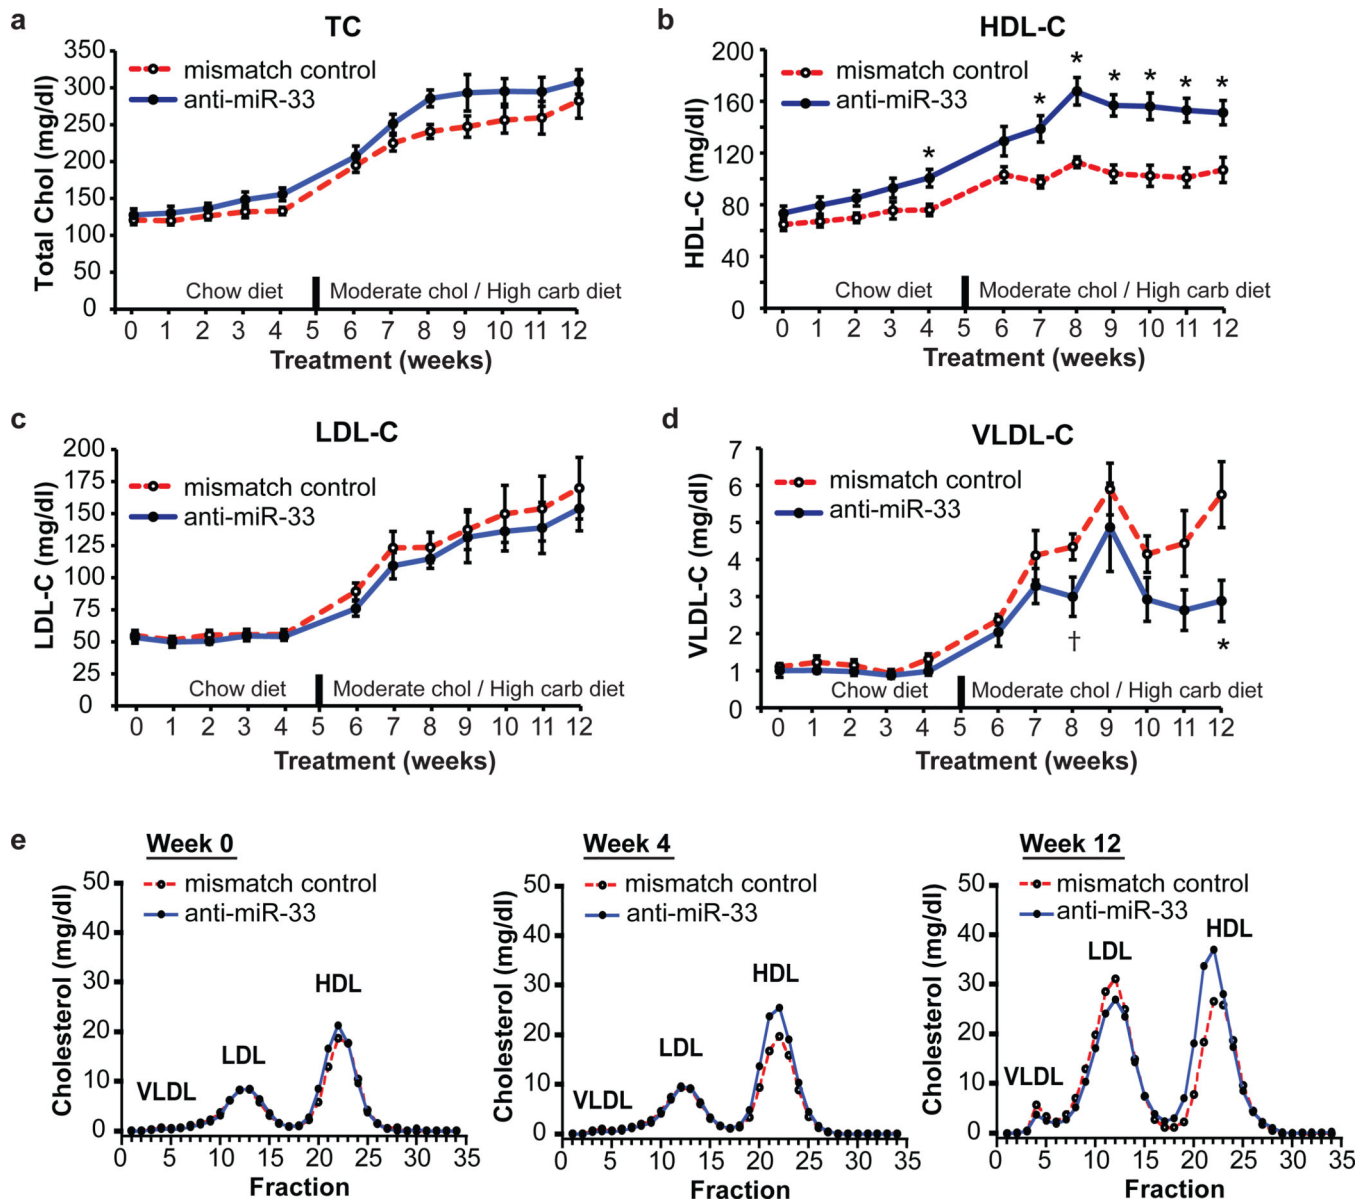 a
TC
Total Chol (mg/dl)
350
300
250
200
150
100
50
0
mismatch control
anti-miR-33
Chow diet
Moderate chol / High carb diet
0 1 2 3 4 5 6 7 8 9 10 11 12
Treatment (weeks)
b
HDL-C
HDL-C (mg/dl)
200
160
120
80
40
0
mismatch control
anti-miR-33
* * * * * * *
Chow diet
Moderate chol / High carb diet
0 1 2 3 4 5 6 7 8 9 10 11 12
Treatment (weeks)
c
LDL-C
LDL-C (mg/dl)
200
175
150
125
100
75
50
25
0
mismatch control
anti-miR-33
Chow diet
Moderate chol / High carb diet
0 1 2 3 4 5 6 7 8 9 10 11 12
Treatment (weeks)
d
VLDL-C
VLDL-C (mg/dl)
7
6
5
4
3
2
1
0
mismatch control
anti-miR-33
† *
Chow diet
Moderate chol / High carb diet
0 1 2 3 4 5 6 7 8 9 10 11 12
Treatment (weeks)
e
Week 0
Cholesterol (mg/dl)
50
40
30
20
10
0
mismatch control
anti-miR-33
VLDL
LDL
HDL
0 5 10 15 20 25 30 35
Fraction
Week 4
Cholesterol (mg/dl)
50
40
30
20
10
0
mismatch control
anti-miR-33
VLDL
LDL
HDL
0 5 10 15 20 25 30 35
Fraction
Week 12
Cholesterol (mg/dl)
50
40
30
20
10
0
mismatch control
anti-miR-33
VLDL
LDL
HDL
0 5 10 15 20 25 30 35
Fraction